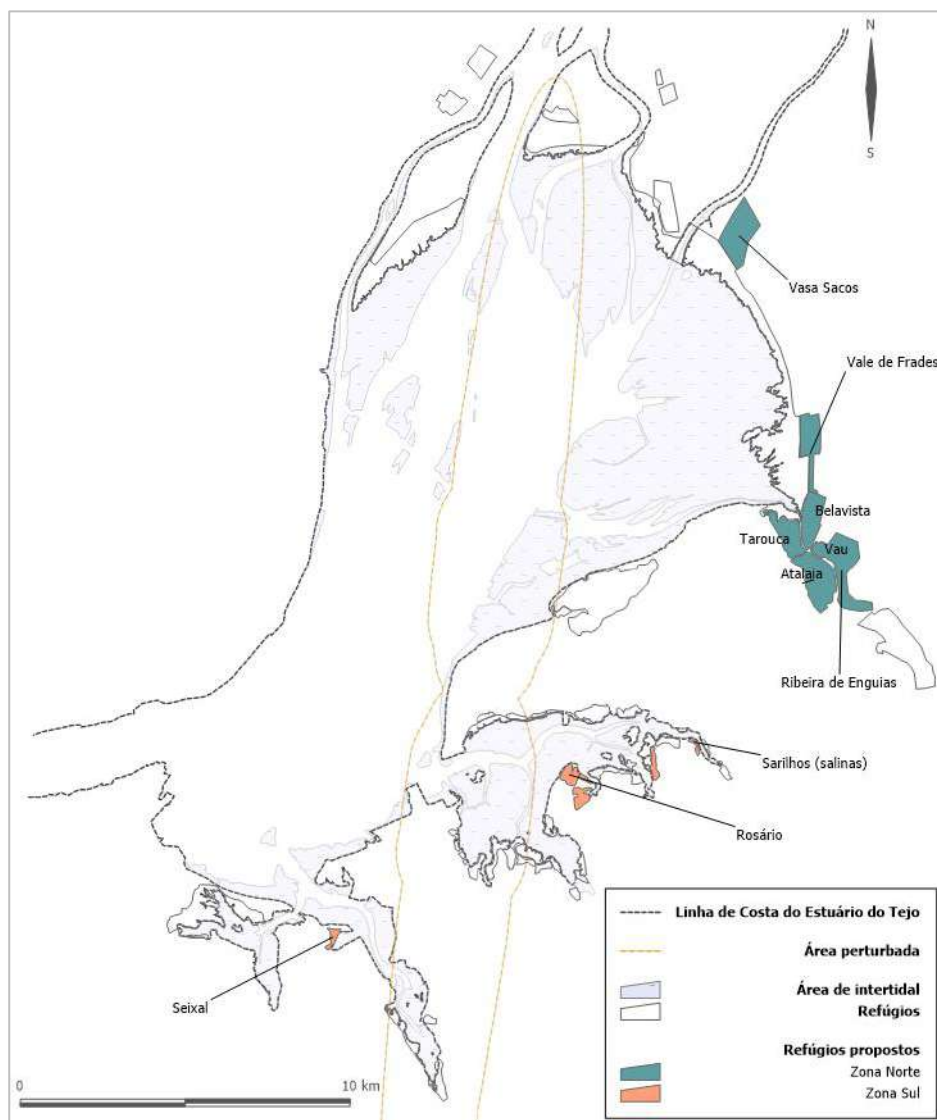 N
S
Vasa Sacos
Vale de Frades
Belavista
Tarouca
Vau
Atalaia
Ribeira de Enguias
Sarilhos (salinas)
Rosário
Seixal
Linha de Costa do Estuário do Tejo
Área perturbada
Área de intertidal
Refúgios
Refúgios propostos
Zona Norte
Zona Sul
0 10 km